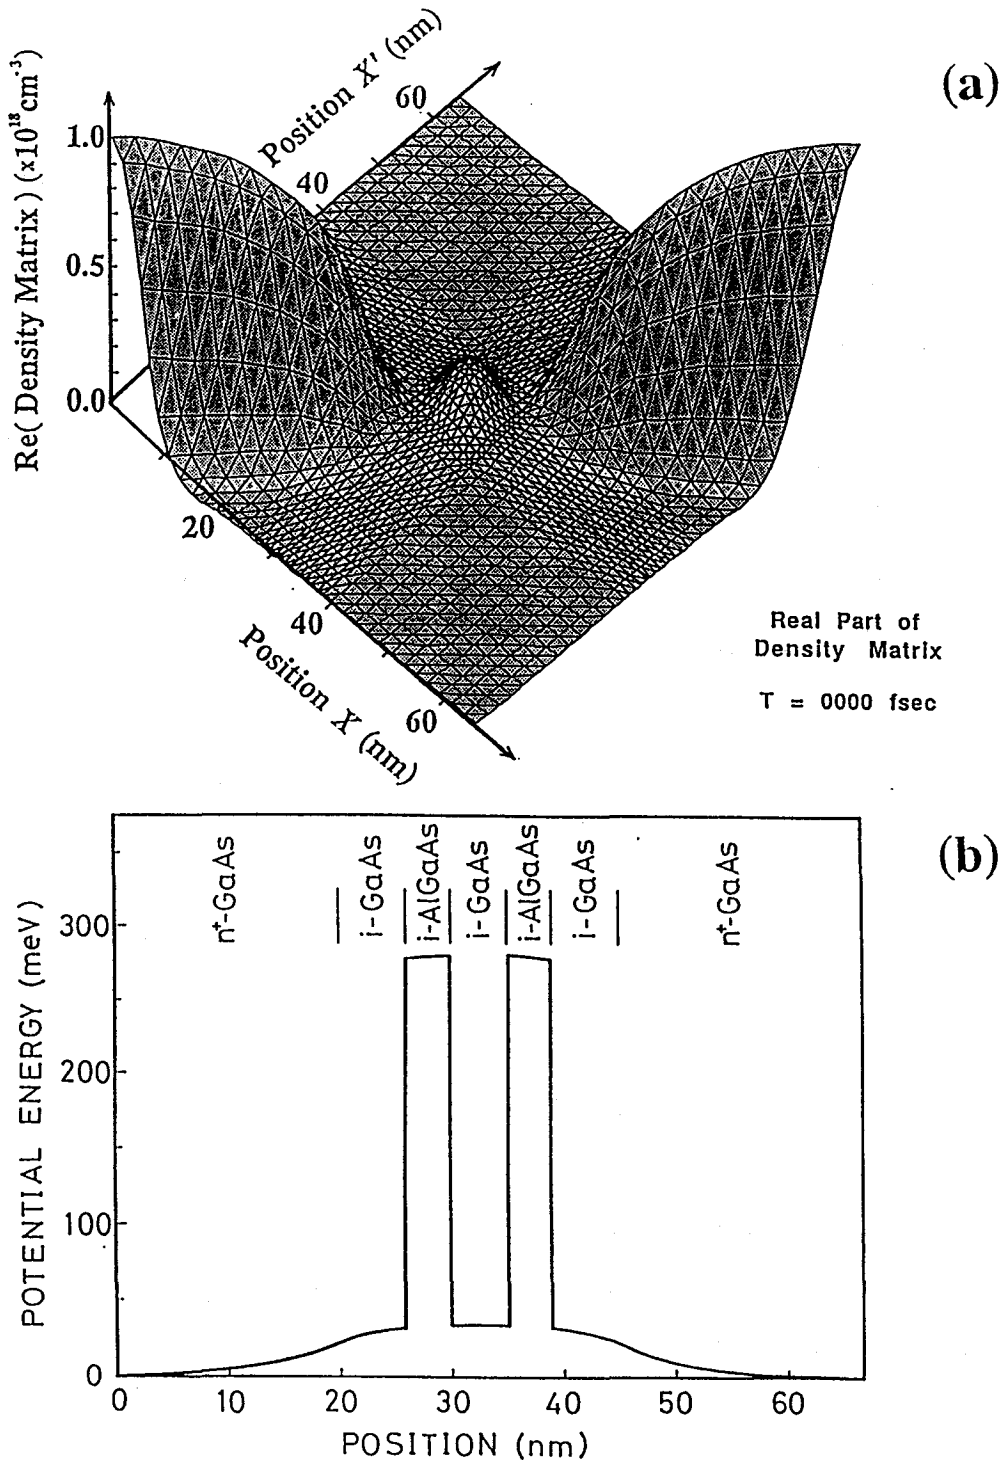 (a)
Re( Density Matrix ) (×10¹⁸ cm⁻³)
1.0
0.5
0.0
Position X' (nm)
40
60
20
40
60
Position X (nm)
Real Part of
Density Matrix
T = 0000 fsec
(b)
n⁺-GaAs
i-GaAs
i-AlGaAs
i-GaAs
i-AlGaAs
i-GaAs
n⁺-GaAs
POTENTIAL ENERGY (meV)
300
200
100
0
0 10 20 30 40 50 60
POSITION (nm)